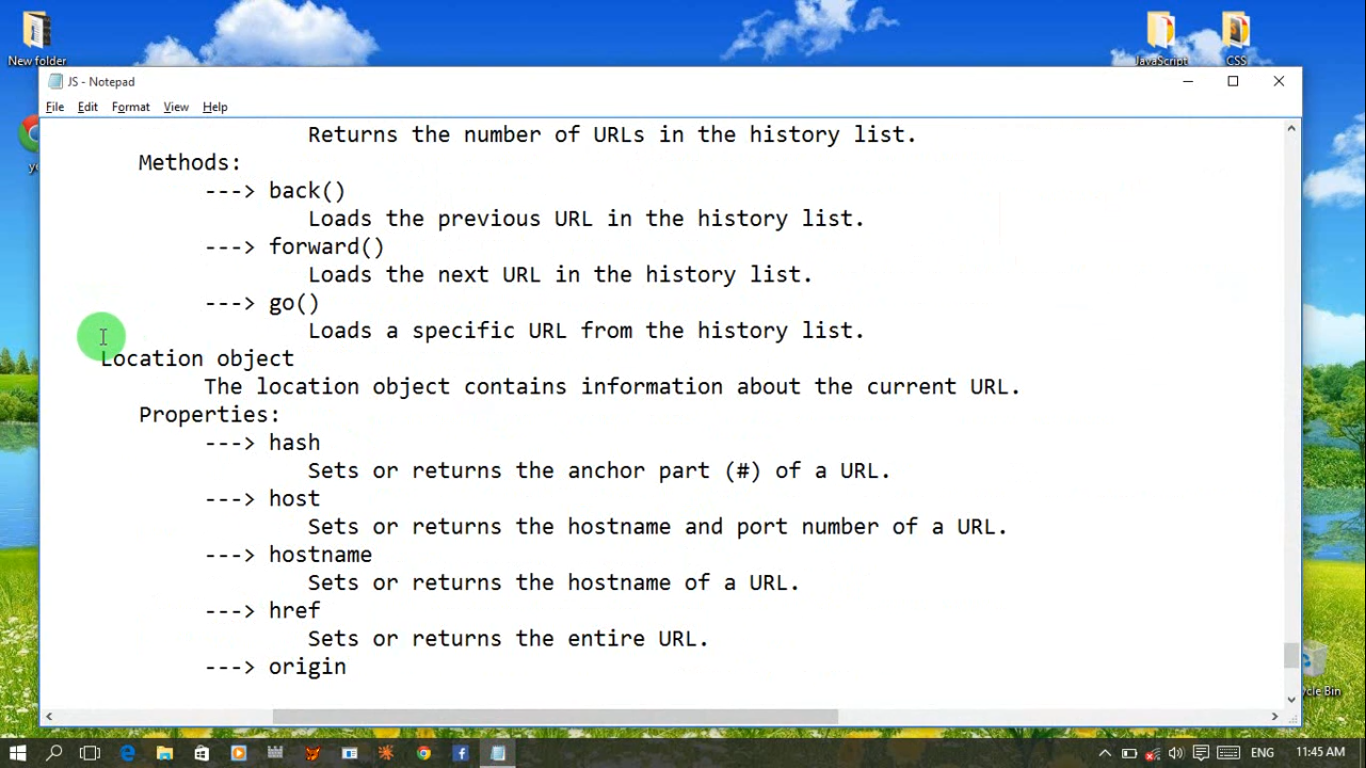 New folder
JavaScript
CSS
JS - Notepad
File Edit Format View Help
Returns the number of URLs in the history list.
Methods:
---> back()
Loads the previous URL in the history list.
---> forward()
Loads the next URL in the history list.
---> go()
Loads a specific URL from the history list.
Location object
The location object contains information about the current URL.
Properties:
---> hash
Sets or returns the anchor part (#) of a URL.
---> host
Sets or returns the hostname and port number of a URL.
---> hostname
Sets or returns the hostname of a URL.
---> href
Sets or returns the entire URL.
---> origin
cle Bin
ENG
11:45 AM